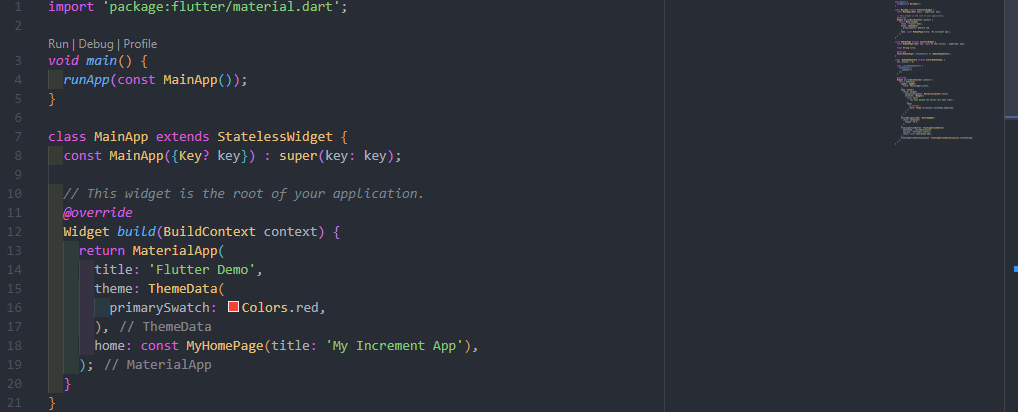 1 import 'package:flutter/material.dart';
2
Run | Debug | Profile
3 void main() {
4   runApp(const MainApp());
5 }
6
7 class MainApp extends StatelessWidget {
8   const MainApp({Key? key}) : super(key: key);
9
10   // This widget is the root of your application.
11   @override
12   Widget build(BuildContext context) {
13     return MaterialApp(
14       title: 'Flutter Demo',
15       theme: ThemeData(
16         primarySwatch: Colors.red,
17       ), // ThemeData
18       home: const MyHomePage(title: 'My Increment App'),
19     ); // MaterialApp
20   }
21 }